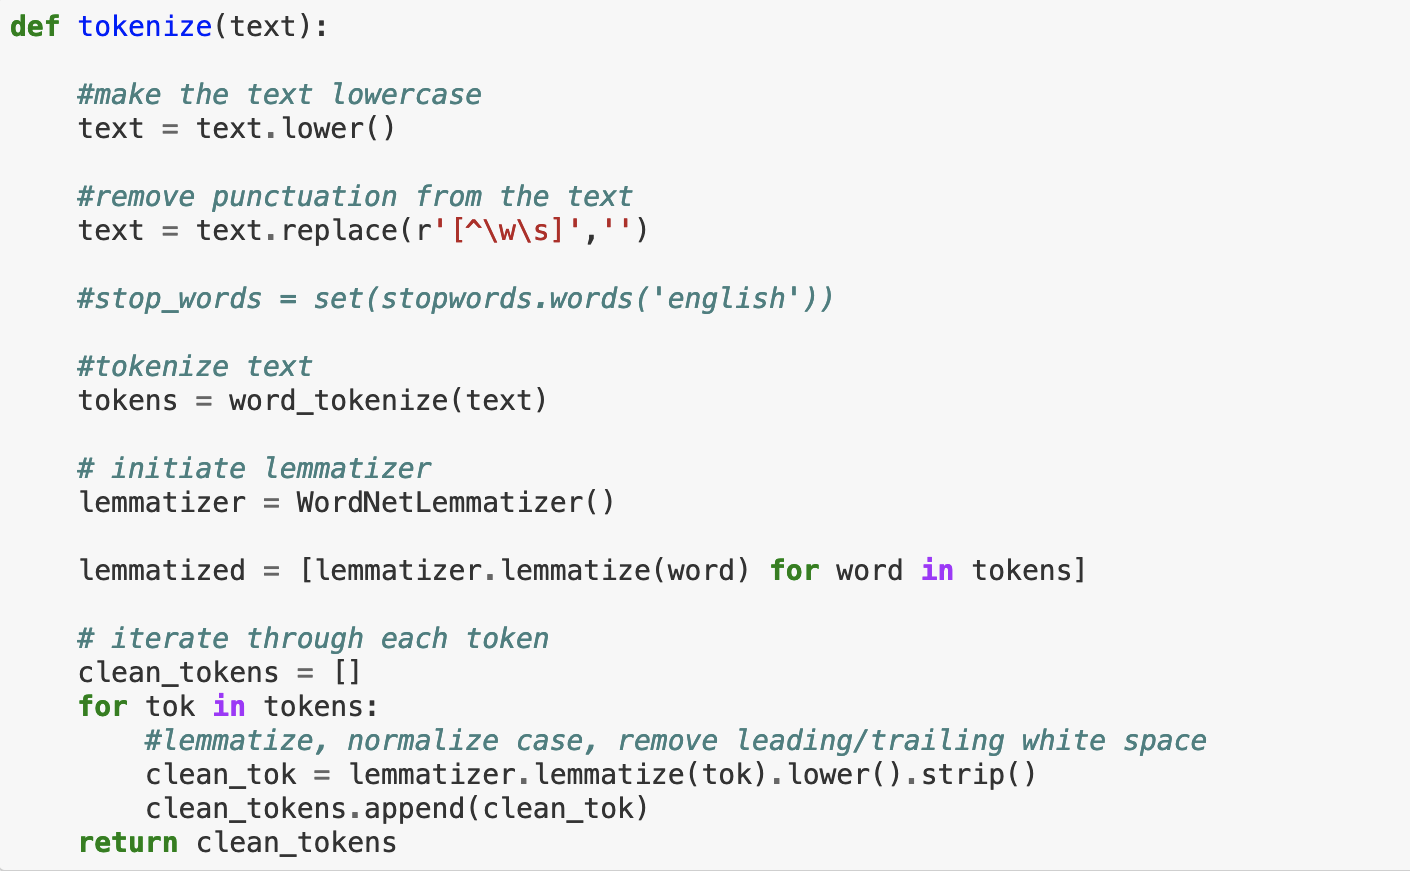 def tokenize(text):
#make the text lowercase
text = text.lower()
#remove punctuation from the text
text = text.replace(r'[^\w\s]','')
#stop_words = set(stopwords.words('english'))
#tokenize text
tokens = word_tokenize(text)
# initiate lemmatizer
lemmatizer = WordNetLemmatizer()
lemmatized = [lemmatizer.lemmatize(word) for word in tokens]
# iterate through each token
clean_tokens = []
for tok in tokens:
#lemmatize, normalize case, remove leading/trailing white space
clean_tok = lemmatizer.lemmatize(tok).lower().strip()
clean_tokens.append(clean_tok)
return clean_tokens